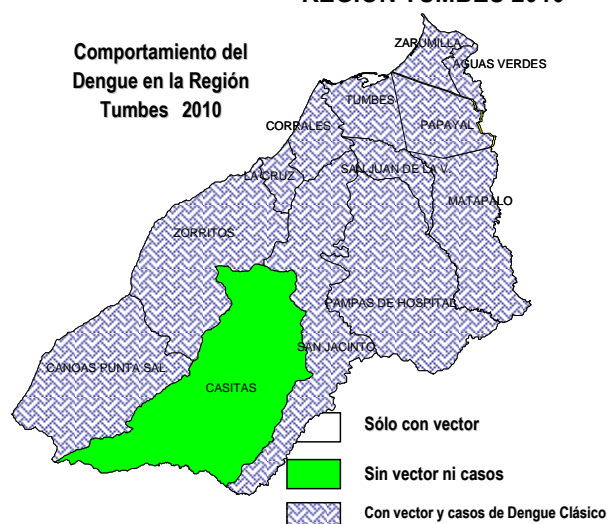 REGION TUMBES 2010
Comportamiento del
Dengue en la Región
Tumbes 2010
ZARUMILLA
AGUAS VERDES
TUMBES
PAPAYAL
CORRALES
SAN JUAN DE LA V.
LA CRUZ
MATAPALO
ZORRITOS
PAMPAS DE HOSPITAL
SAN JACINTO
CANOAS PUNTA SAL
CASITAS
Sólo con vector
Sin vector ni casos
Con vector y casos de Dengue Clásico